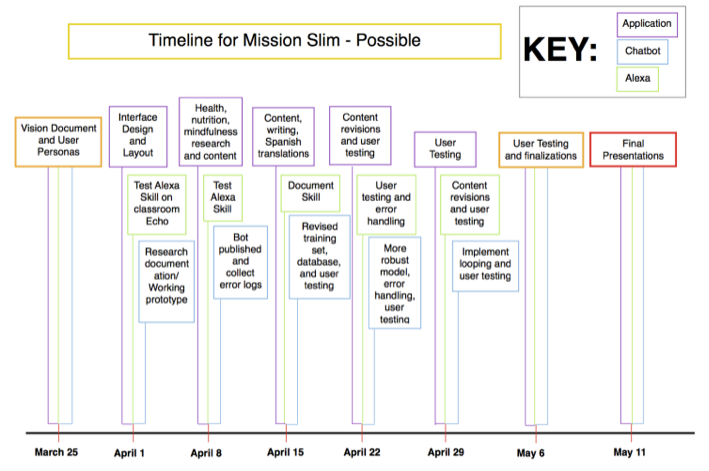 Timeline for Mission Slim - Possible
KEY:
Application
Chatbot
Alexa
Vision Document
and User
Personas
Interface
Design
and
Layout
Health,
nutrition,
mindfulness
research
and content
Content,
writing,
Spanish
translations
Content
revisions
and user
testing
User
Testing
User Testing
and finalizations
Final
Presentations
Test Alexa
Skill on
classroom
Echo
Test
Alexa
Skill
Document
Skill
User
testing and
error
handling
Content
revisions
and user
testing
Research
document
ation/
Working
prototype
Bot
published
and
collect
error logs
Revised
training
set,
database,
and user
testing
More
robust
model,
error
handling,
user
testing
Implement
looping and
user testing
March 25
April 1
April 8
April 15
April 22
April 29
May 6
May 11